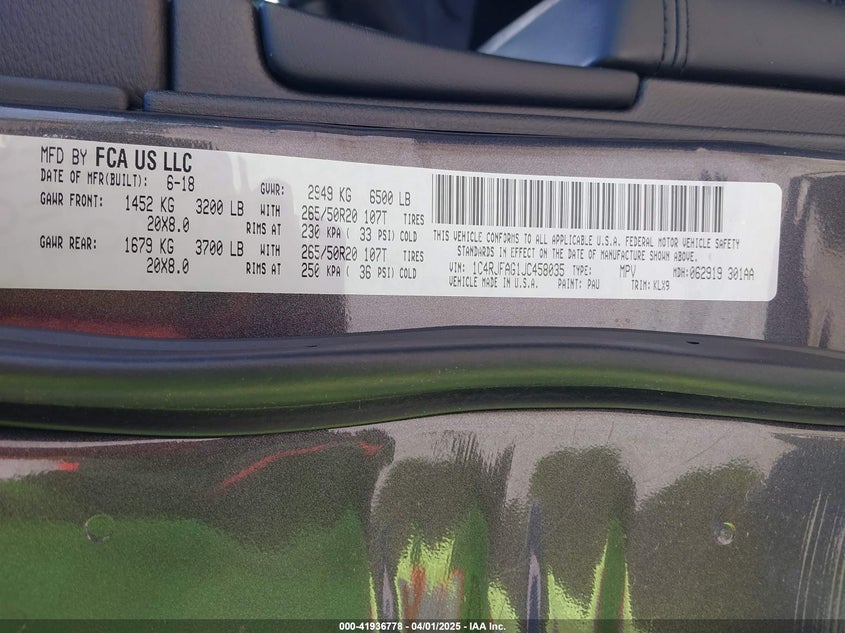 MFD BY FCA US LLC
DATE OF MFR(BUILT): 6-18 GVWR: 2949 KG 6500 LB
GAWR FRONT: 1452 KG 3200 LB WITH 265/50R20 107T TIRES
20X8.0 RIMS AT 230 KPA ( 33 PSI) COLD
GAWR REAR: 1679 KG 3700 LB WITH 265/50R20 107T TIRES
20X8.0 RIMS AT 250 KPA ( 36 PSI) COLD
THIS VEHICLE CONFORMS TO ALL APPLICABLE U.S.A. FEDERAL MOTOR VEHICLE SAFETY
STANDARDS IN EFFECT ON THE DATE OF MANUFACTURE SHOWN ABOVE.
VIN: 1C4RJFAG1JC458035 TYPE: MPV MDH: 062919 301AA
VEHICLE MADE IN U.S.A. PAINT: PAU TRIM: KLX9
000-41936778 - 04/01/2025 - IAA Inc.